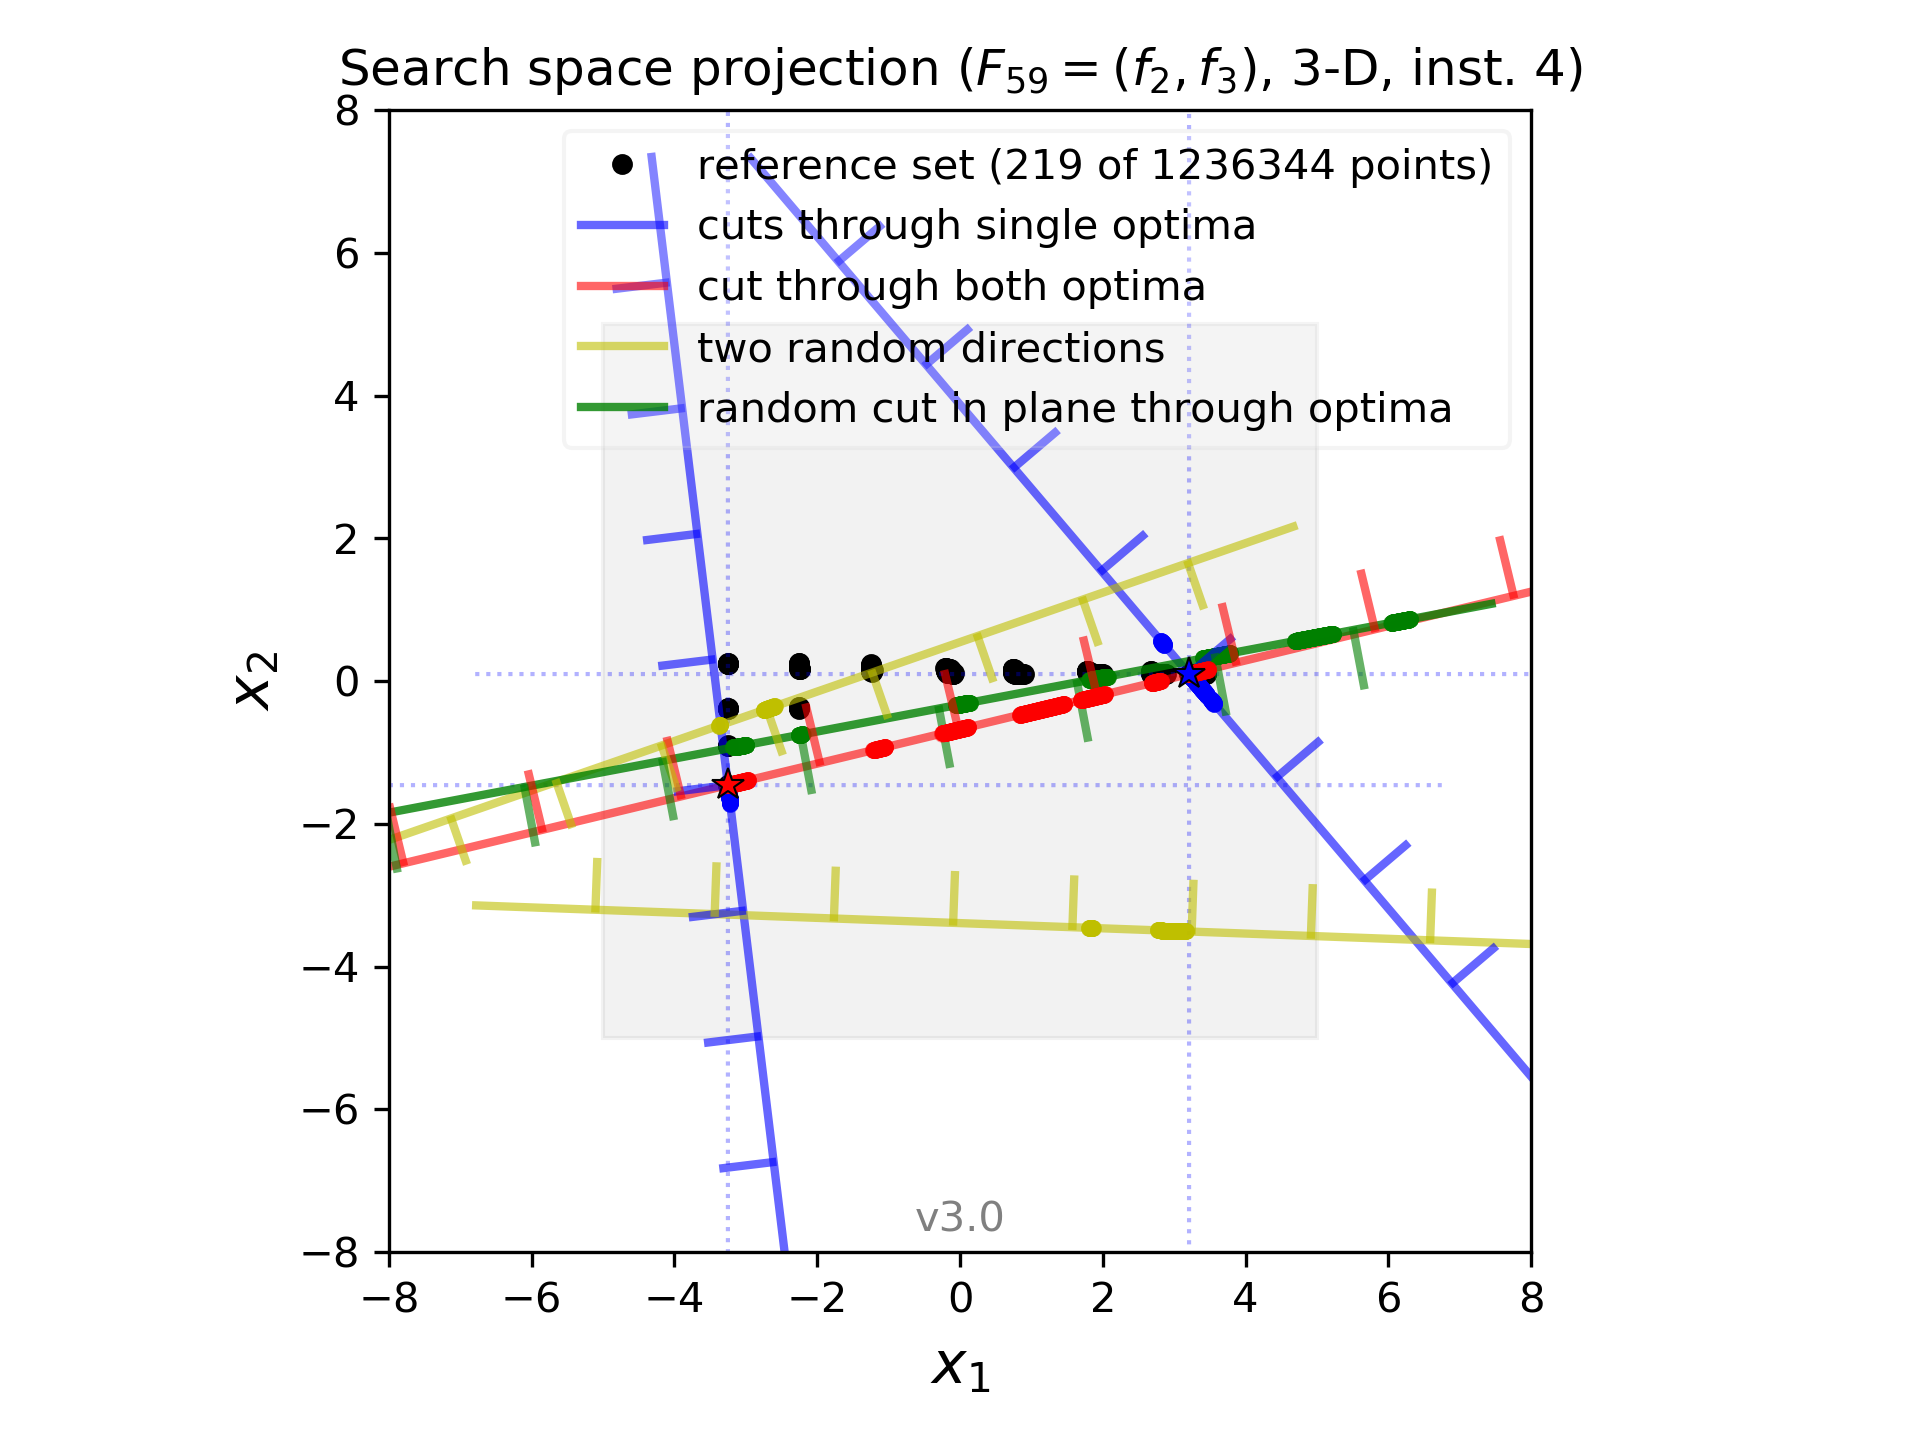 Search space projection (F₅₉ = (f₂, f₃), 3-D, inst. 4)
reference set (219 of 1236344 points)
cuts through single optima
cut through both optima
two random directions
random cut in plane through optima
8
6
4
2
0
−2
−4
−6
−8
x₂
v3.0
−8 −6 −4 −2 0 2 4 6 8
x₁